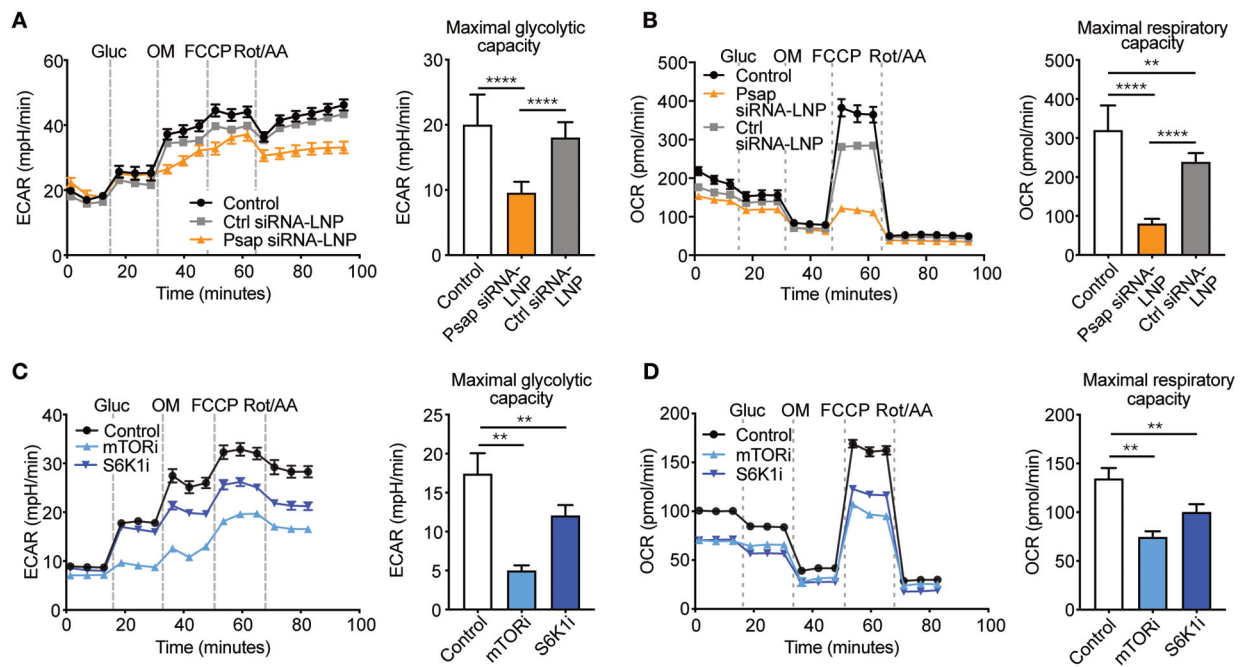 A
Gluc OM FCCP Rot/AA
60
40
20
0
ECAR (mpH/min)
Control
Ctrl siRNA-LNP
Psap siRNA-LNP
0 20 40 60 80 100
Time (minutes)
Maximal glycolytic
capacity
30
20
10
0
ECAR (mpH/min)
****
****
Control
Psap siRNA-
LNP
Ctrl siRNA-
LNP
B
Gluc OM FCCP Rot/AA
500
400
300
200
100
0
OCR (pmol/min)
Control
Psap
siRNA-LNP
Ctrl
siRNA-LNP
0 20 40 60 80 100
Time (minutes)
Maximal respiratory
capacity
500
400
300
200
100
0
OCR (pmol/min)
**
****
****
Control
Psap siRNA-
LNP
Ctrl siRNA-
LNP
C
Gluc OM FCCP Rot/AA
40
30
20
10
0
ECAR (mpH/min)
Control
mTORi
S6K1i
0 20 40 60 80 100
Time (minutes)
Maximal glycolytic
capacity
25
20
15
10
5
0
ECAR (mpH/min)
**
**
Control
mTORi
S6K1i
D
Gluc OM FCCP Rot/AA
200
150
100
50
0
OCR (pmol/min)
Control
mTORi
S6K1i
0 20 40 60 80 100
Time (minutes)
Maximal respiratory
capacity
200
150
100
50
0
OCR (pmol/min)
**
**
Control
mTORi
S6K1i